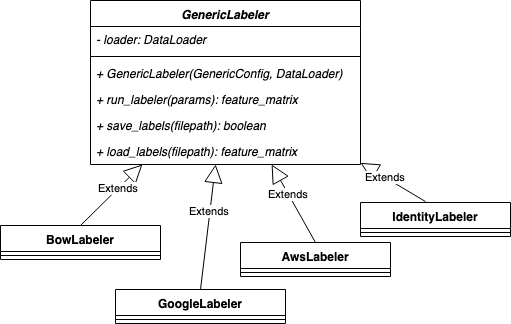 GenericLabeler
- loader: DataLoader
+ GenericLabeler(GenericConfig, DataLoader)
+ run_labeler(params): feature_matrix
+ save_labels(filepath): boolean
+ load_labels(filepath): feature_matrix
Extends
Extends
Extends
Extends
BowLabeler
GoogleLabeler
AwsLabeler
IdentityLabeler